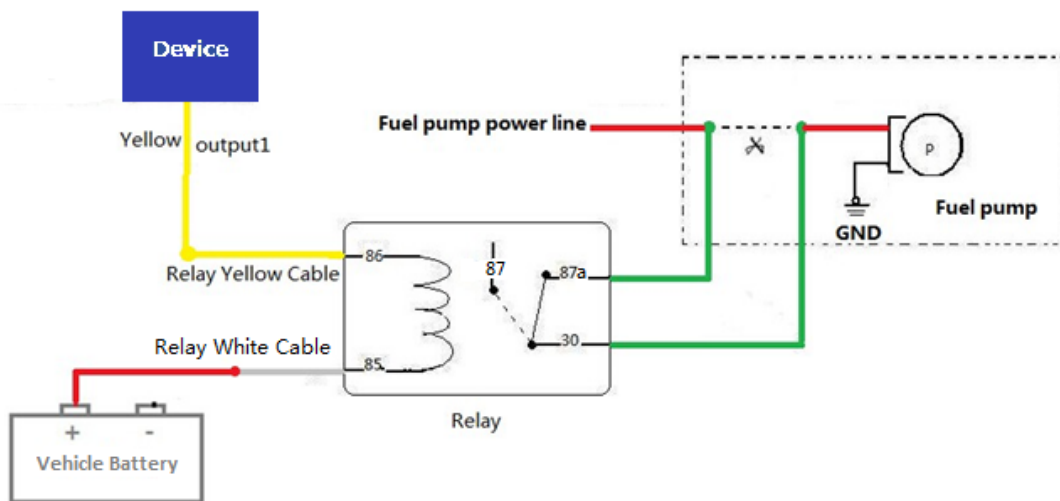 Device
Yellow
output1
Fuel pump power line
P
Fuel pump
GND
86
87
87a
Relay Yellow Cable
30
Relay White Cable
85
Relay
+ -
Vehicle Battery